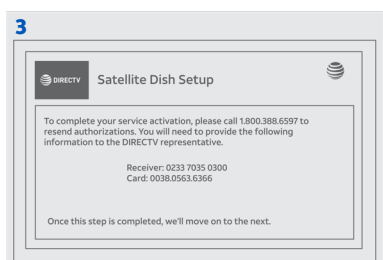 3
DIRECTV
Satellite Dish Setup
To complete your service activation, please call 1.800.388.6597 to
resend authorizations. You will need to provide the following
information to the DIRECTV representative.
Receiver: 0233 7035 0300
Card: 0038.0563.6366
Once this step is completed, we'll move on to the next.